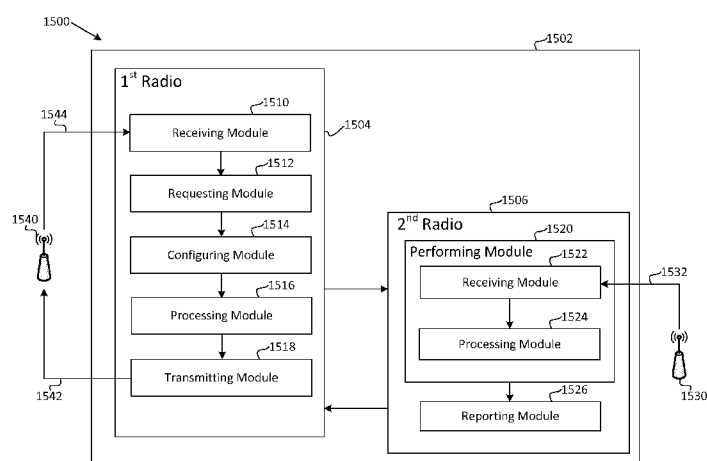 1500
1502
1st Radio
1544
1510
Receiving Module
1504
1512
Requesting Module
1506
1540
1514
2nd Radio
1520
Configuring Module
Performing Module
1522
1532
1516
Receiving Module
Processing Module
1524
1518
Processing Module
Transmitting Module
1542
1526
1530
Reporting Module